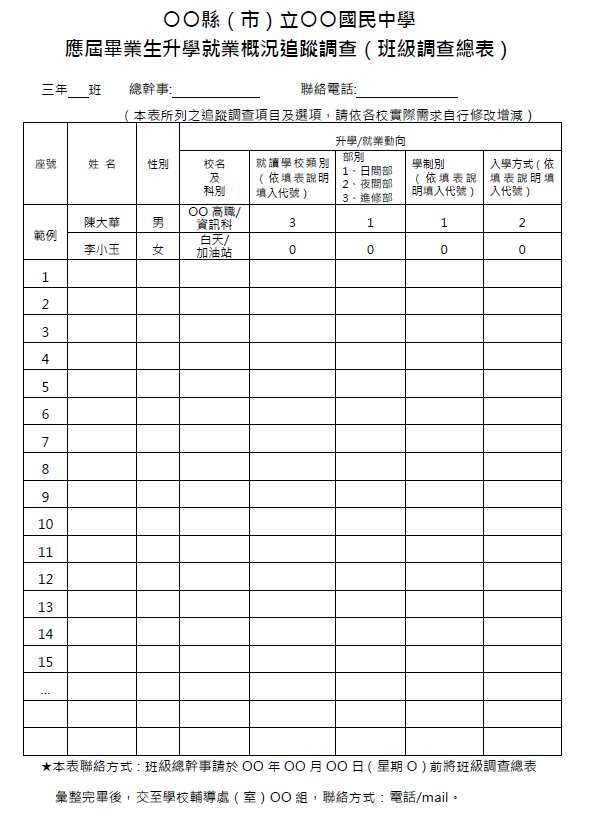 〇〇縣（市）立〇〇國民中學
應屆畢業生升學就業概況追蹤調查（班級調查總表）
三年___班 總幹事:____________ 聯絡電話:______________
（本表所列之追蹤調查項目及選項，請依各校實際需求自行修改增減）
座號 姓 名 性別 升學/就業動向
校名
及
科別
就讀學校類別
（依填表說明
填入代號）
部別
1、日間部
2、夜間部
3、進修部
學制別
（依填表說
明填入代號）
入學方式（依
填表說明填
入代號）
範例
陳大華 男 OO 高職/
資訊科 3 1 1 2
李小玉 女 白天/
加油站 0 0 0 0
1
2
3
4
5
6
7
8
9
10
11
12
13
14
15
…
★本表聯絡方式：班級總幹事請於 OO 年 OO 月 OO 日（星期 O）前將班級調查總表
彙整完畢後，交至學校輔導處（室）OO 組，聯絡方式：電話/mail。